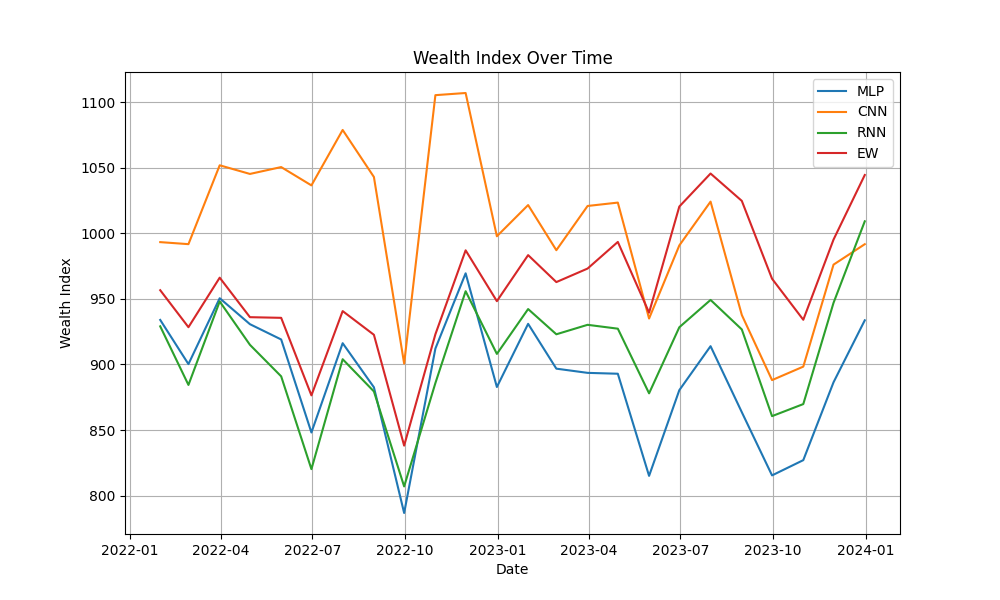 Wealth Index Over Time
Wealth Index
1100
1050
1000
950
900
850
800
MLP
CNN
RNN
EW
2022-01 2022-04 2022-07 2022-10 2023-01 2023-04 2023-07 2023-10 2024-01
Date